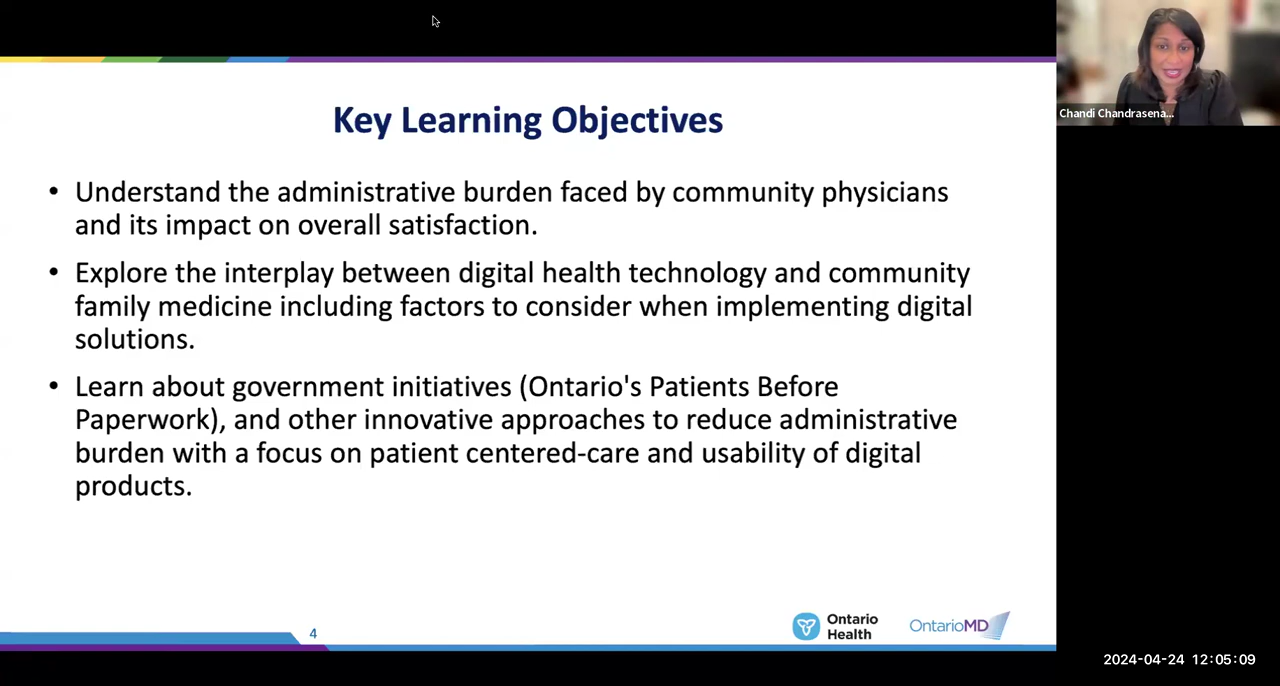 Key Learning Objectives
• Understand the administrative burden faced by community physicians
and its impact on overall satisfaction.
• Explore the interplay between digital health technology and community
family medicine including factors to consider when implementing digital
solutions.
• Learn about government initiatives (Ontario's Patients Before
Paperwork), and other innovative approaches to reduce administrative
burden with a focus on patient centered-care and usability of digital
products.
4
Ontario
Health
OntarioMD
Chandi Chandrasena...
2024-04-24 12:05:09